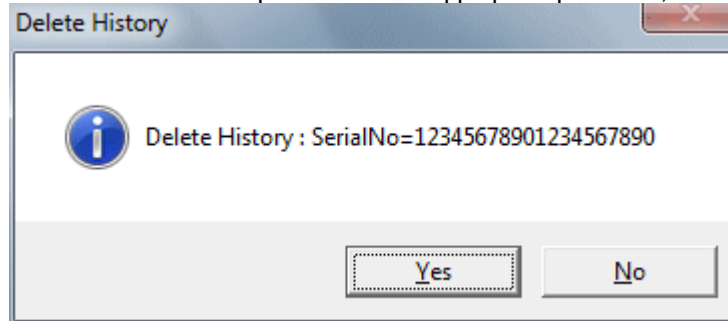 Delete History
Delete History : SerialNo=12345678901234567890
Yes
No